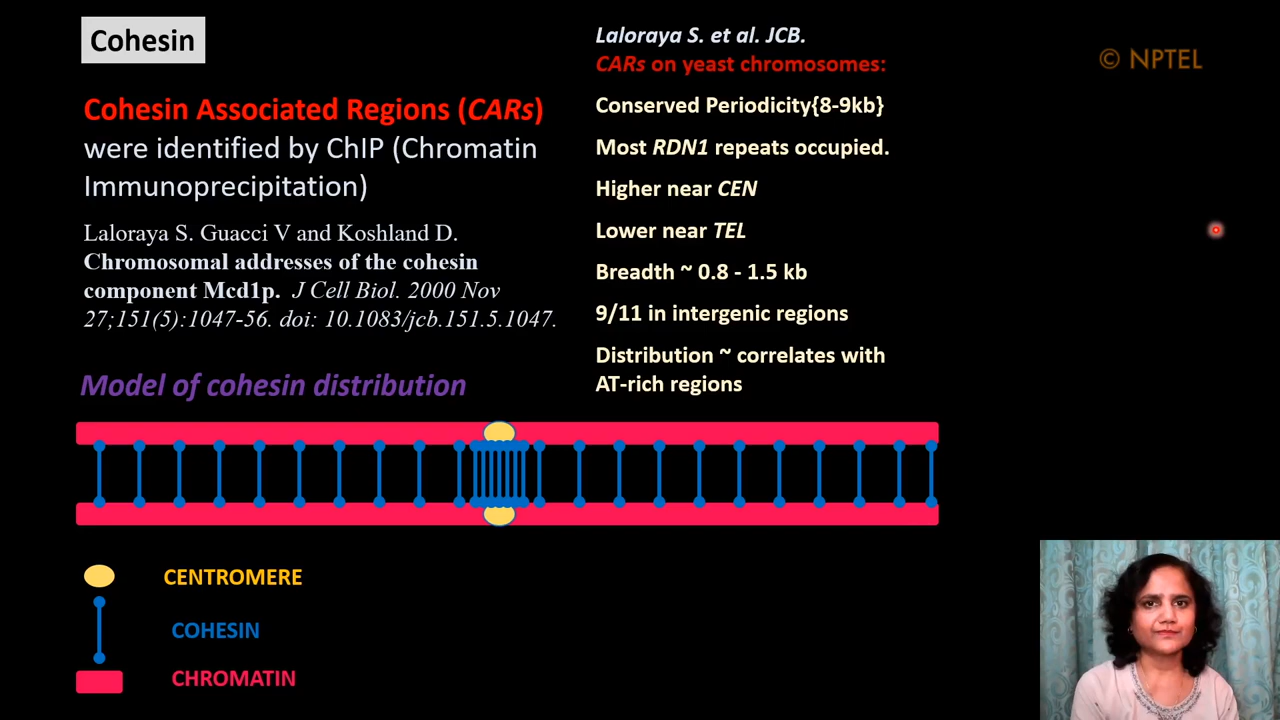 Cohesin
Cohesin Associated Regions (CARs)
were identified by ChIP (Chromatin
Immunoprecipitation)
Laloraya S. Guacci V and Koshland D.
Chromosomal addresses of the cohesin
component Mcd1p. J Cell Biol. 2000 Nov
27;151(5):1047-56. doi: 10.1083/jcb.151.5.1047.
Model of cohesin distribution
Laloraya S. et al. JCB.
CARs on yeast chromosomes:
Conserved Periodicity{8-9kb}
Most RDN1 repeats occupied.
Higher near CEN
Lower near TEL
Breadth ~ 0.8 - 1.5 kb
9/11 in intergenic regions
Distribution ~ correlates with
AT-rich regions
© NPTEL
CENTROMERE
COHESIN
CHROMATIN